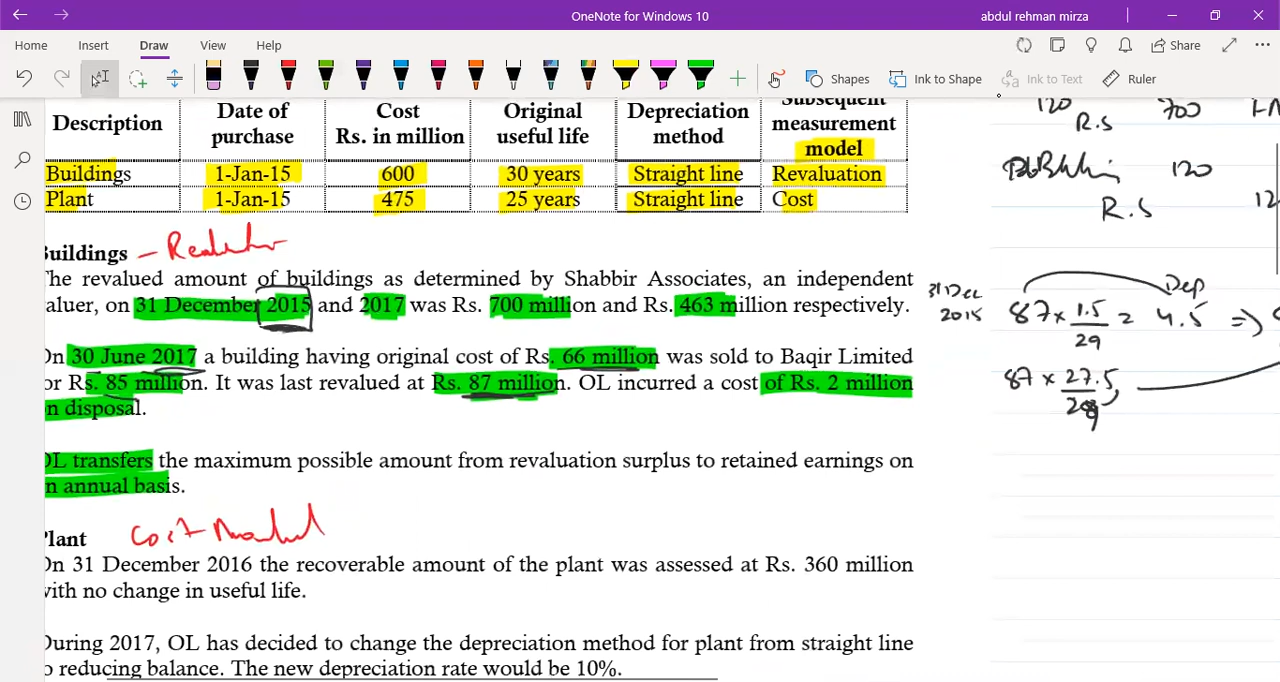 OneNote for Windows 10
abdul rehman mirza
Home Insert Draw View Help
Share
Shapes Ink to Shape Ink to Text Ruler
Description Date of purchase Cost Rs. in million Original useful life Depreciation method Subsequent measurement model
Buildings 1-Jan-15 600 30 years Straight line Revaluation
Plant 1-Jan-15 475 25 years Straight line Cost
uildings
The revalued amount of buildings as determined by Shabbir Associates, an independent
aluer, on 31 December 2015 and 2017 was Rs. 700 million and Rs. 463 million respectively.
On 30 June 2017 a building having original cost of Rs. 66 million was sold to Baqir Limited
or Rs. 85 million. It was last revalued at Rs. 87 million. OL incurred a cost of Rs. 2 million
n disposal.
OL transfers the maximum possible amount from revaluation surplus to retained earnings on
n annual basis.
Plant Cost Model
On 31 December 2016 the recoverable amount of the plant was assessed at Rs. 360 million
with no change in useful life.
During 2017, OL has decided to change the depreciation method for plant from straight line
o reducing balance. The new depreciation rate would be 10%.
120 700
R.S
120
R.S 12
31 Dec 2015
Dep
87 x 1.5/29 = 4.5 =>
87 x 27.5